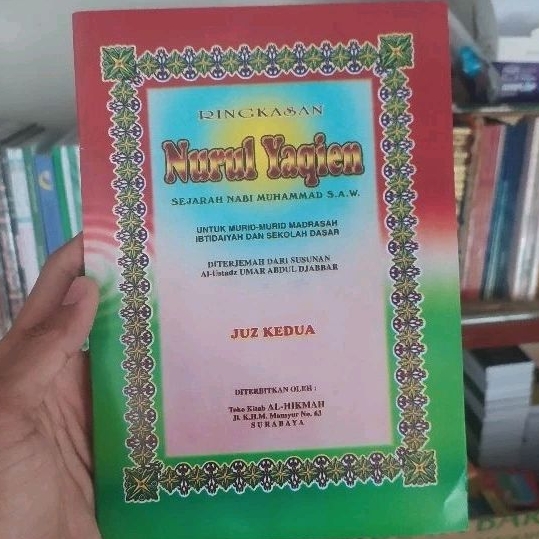 RINGKASAN
Nurul Yaqien
SEJARAH NABI MUHAMMAD S.A.W.
UNTUK MURID-MURID MADRASAH
IBTIDAIYAH DAN SEKOLAH DASAR
DITERJEMAH DARI SUSUNAN
Al-Ustadz UMAR ABDUL DJABBAR
JUZ KEDUA
DITERBITKAN OLEH :
Toko Kitab AL-HIKMAH
Jl. K.H.M. Mansyur No. 63
SURABAYA